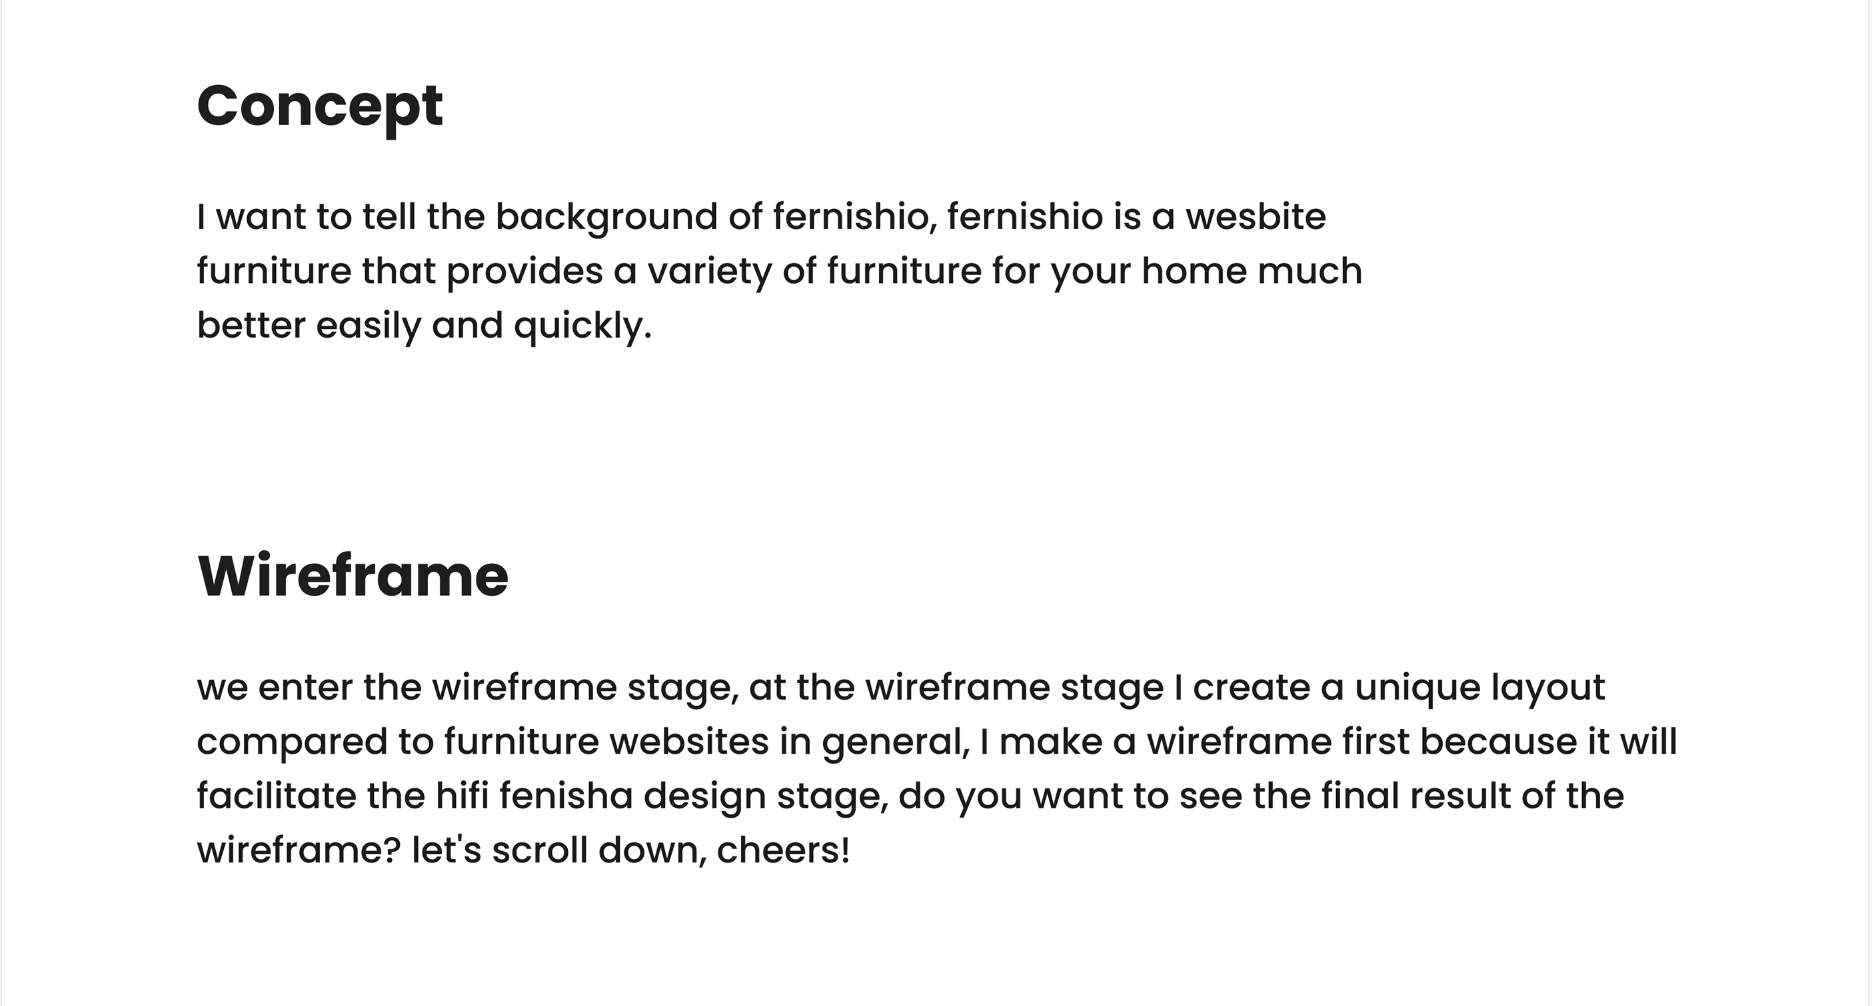 Concept
I want to tell the background of fernishio, fernishio is a wesbite
furniture that provides a variety of furniture for your home much
better easily and quickly.
Wireframe
we enter the wireframe stage, at the wireframe stage I create a unique layout
compared to furniture websites in general, I make a wireframe first because it will
facilitate the hifi fenisha design stage, do you want to see the final result of the
wireframe? let's scroll down, cheers!